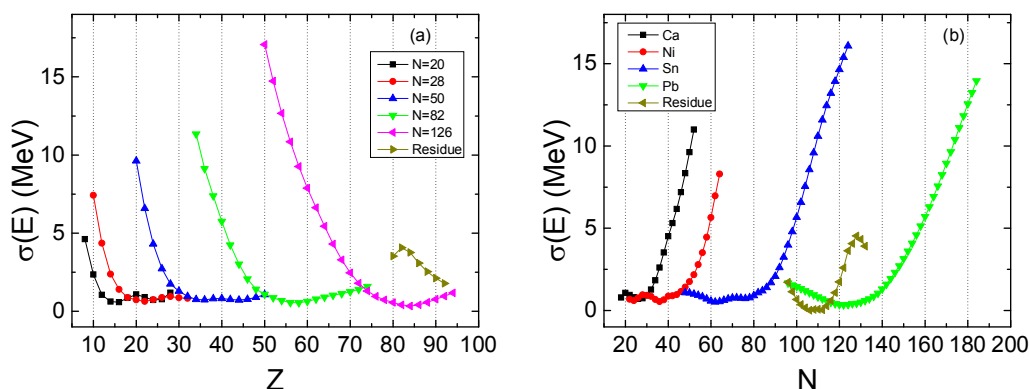 (a)
N=20
N=28
N=50
N=82
N=126
Residue
σ(E) (MeV)
15
10
5
0
10 20 30 40 50 60 70 80 90 100
Z
(b)
Ca
Ni
Sn
Pb
Residue
σ(E) (MeV)
15
10
5
0
20 40 60 80 100 120 140 160 180 200
N